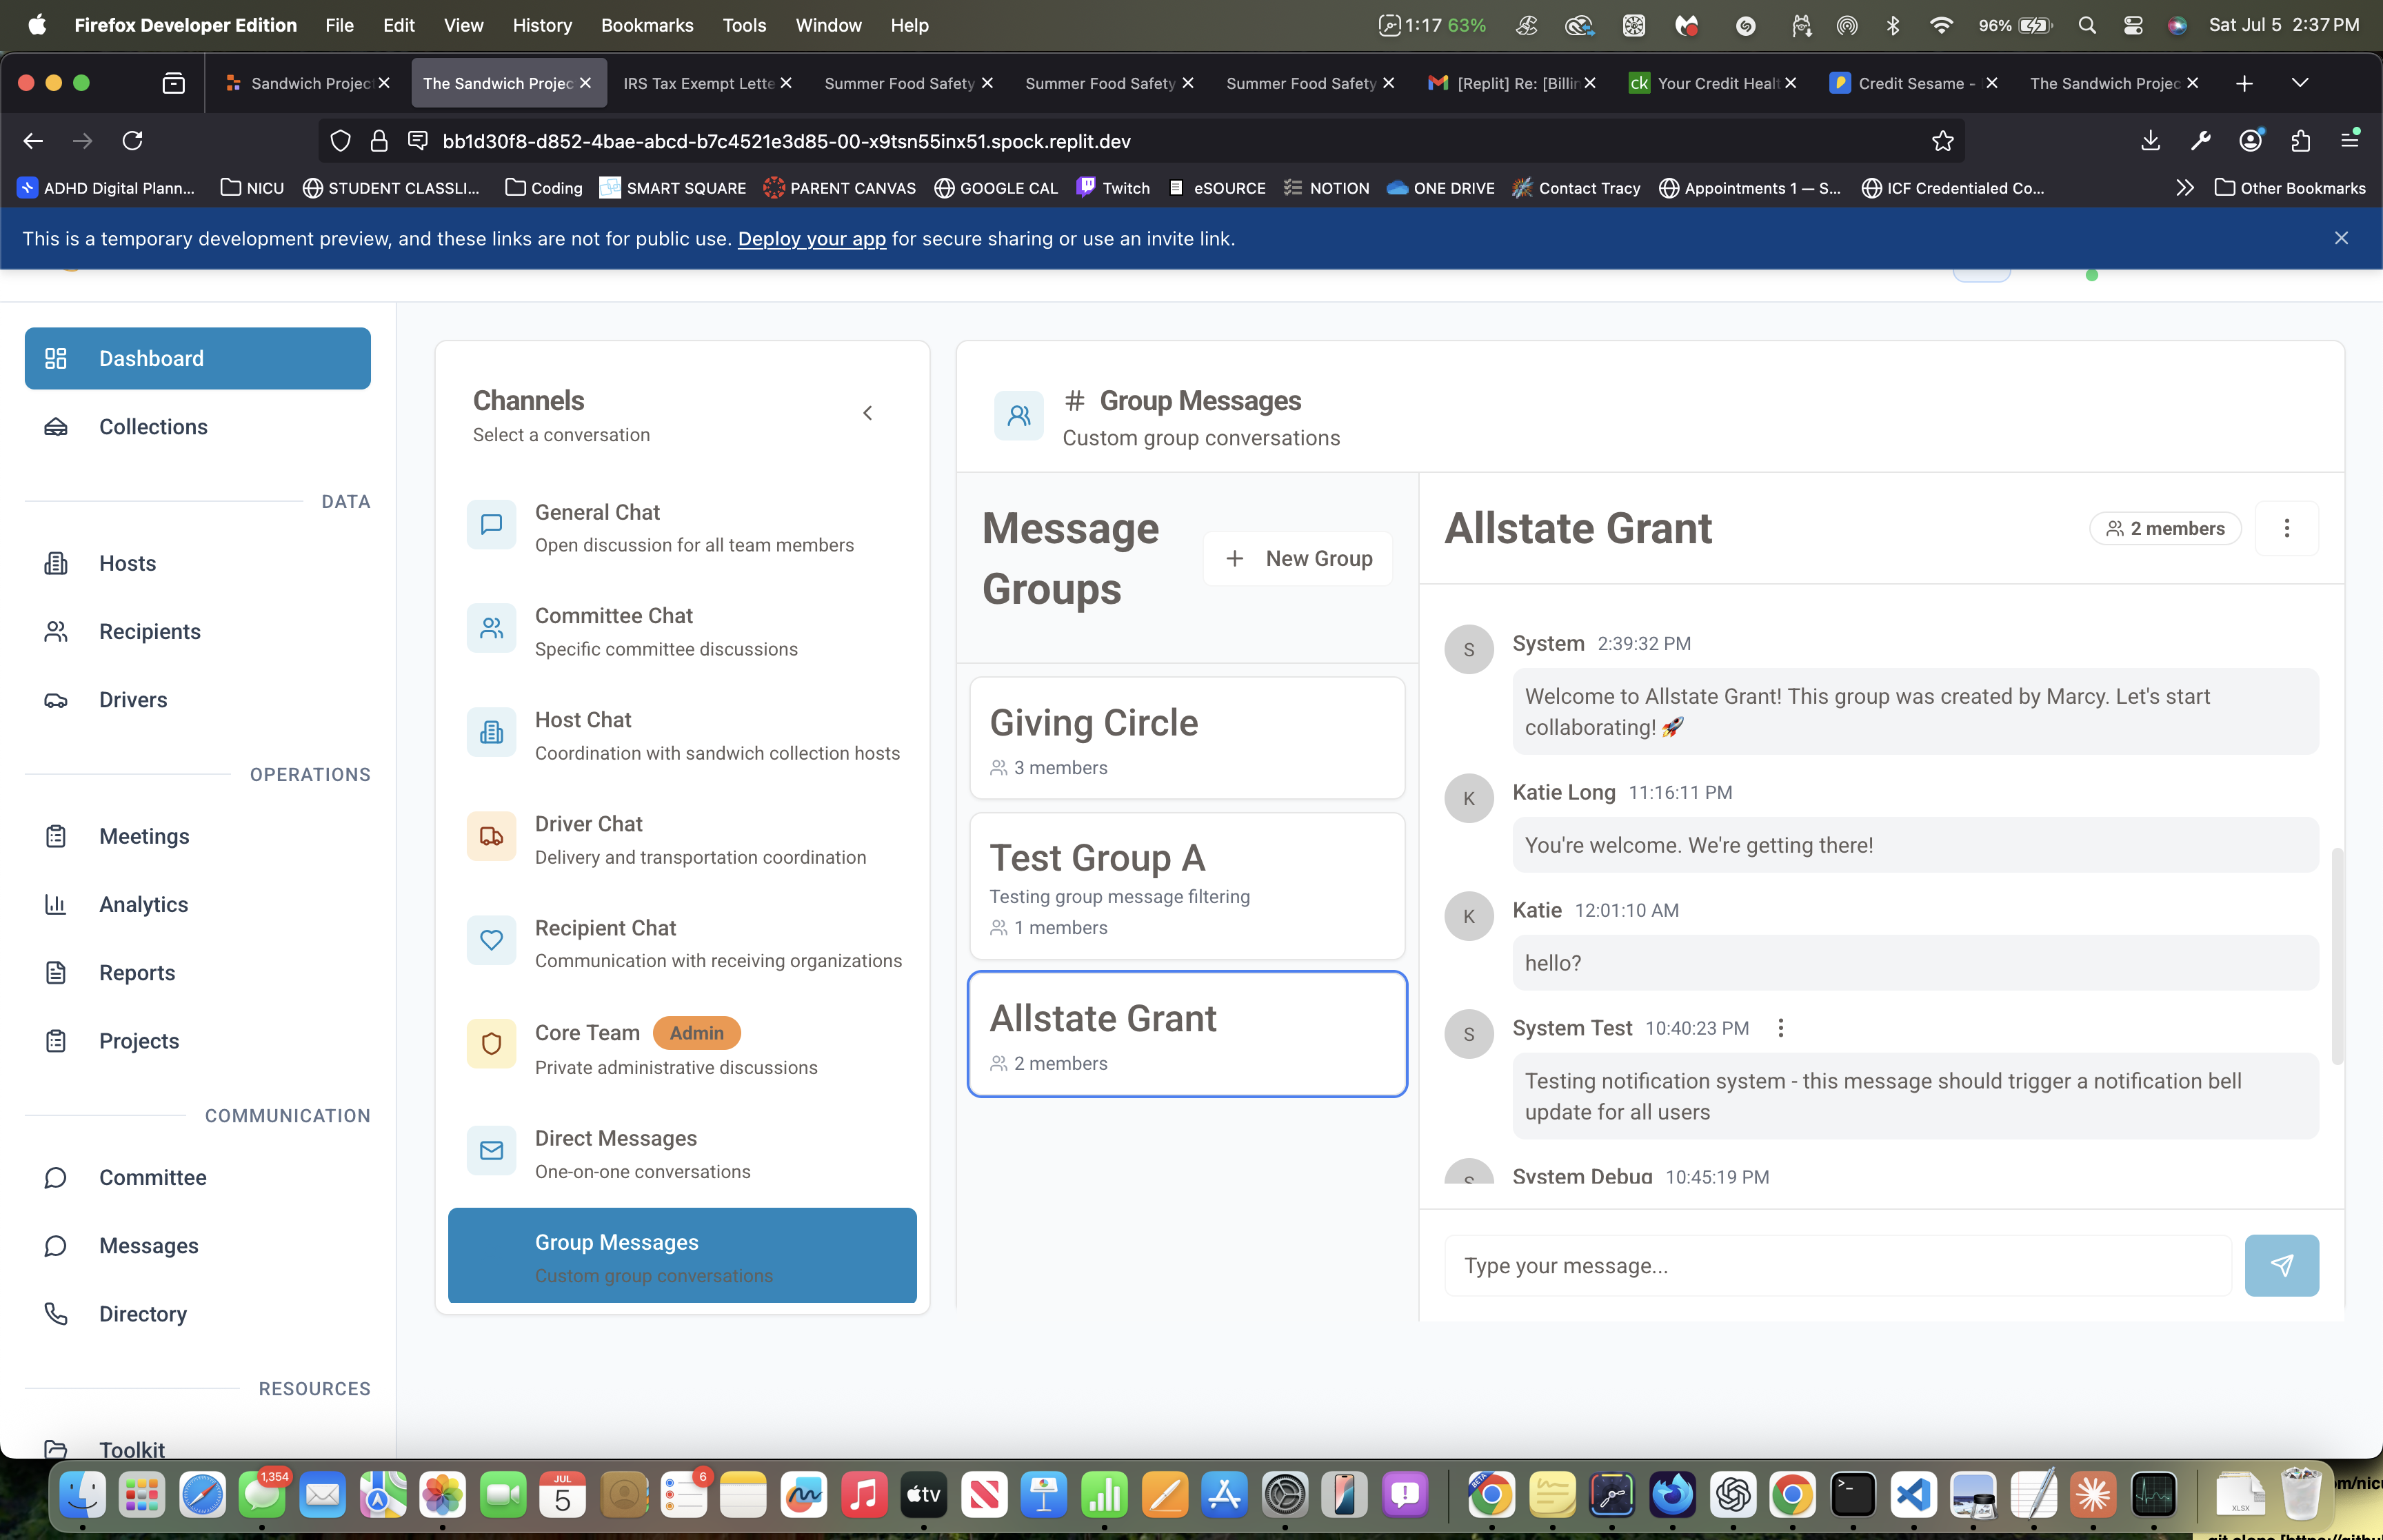 Firefox Developer Edition File Edit View History Bookmarks Tools Window Help 1:17 63% 96% Sat Jul 5 2:37 PM
Sandwich Project The Sandwich Projec IRS Tax Exempt Lette Summer Food Safety Summer Food Safety Summer Food Safety [Replit] Re: [Billin ck Your Credit Healt Credit Sesame - The Sandwich Projec
bb1d30f8-d852-4bae-abcd-b7c4521e3d85-00-x9tsn55inx51.spock.replit.dev
ADHD Digital Plann... NICU STUDENT CLASSLI... Coding SMART SQUARE PARENT CANVAS GOOGLE CAL Twitch eSOURCE NOTION ONE DRIVE Contact Tracy Appointments 1 — S... ICF Credentialed Co... Other Bookmarks
This is a temporary development preview, and these links are not for public use. Deploy your app for secure sharing or use an invite link.
Dashboard
Collections
DATA
Hosts
Recipients
Drivers
OPERATIONS
Meetings
Analytics
Reports
Projects
COMMUNICATION
Committee
Messages
Directory
RESOURCES
Toolkit
Channels
Select a conversation
General Chat
Open discussion for all team members
Committee Chat
Specific committee discussions
Host Chat
Coordination with sandwich collection hosts
Driver Chat
Delivery and transportation coordination
Recipient Chat
Communication with receiving organizations
Core Team Admin
Private administrative discussions
Direct Messages
One-on-one conversations
Group Messages
Custom group conversations
# Group Messages
Custom group conversations
Message
Groups
+ New Group
Giving Circle
3 members
Test Group A
Testing group message filtering
1 members
Allstate Grant
2 members
Allstate Grant
2 members
S System 2:39:32 PM
Welcome to Allstate Grant! This group was created by Marcy. Let's start
collaborating! 🚀
K Katie Long 11:16:11 PM
You're welcome. We're getting there!
K Katie 12:01:10 AM
hello?
S System Test 10:40:23 PM
Testing notification system - this message should trigger a notification bell
update for all users
S System Debug 10:45:19 PM
Type your message...
1,354
JUL
5
6
tv
BETA
XLSX